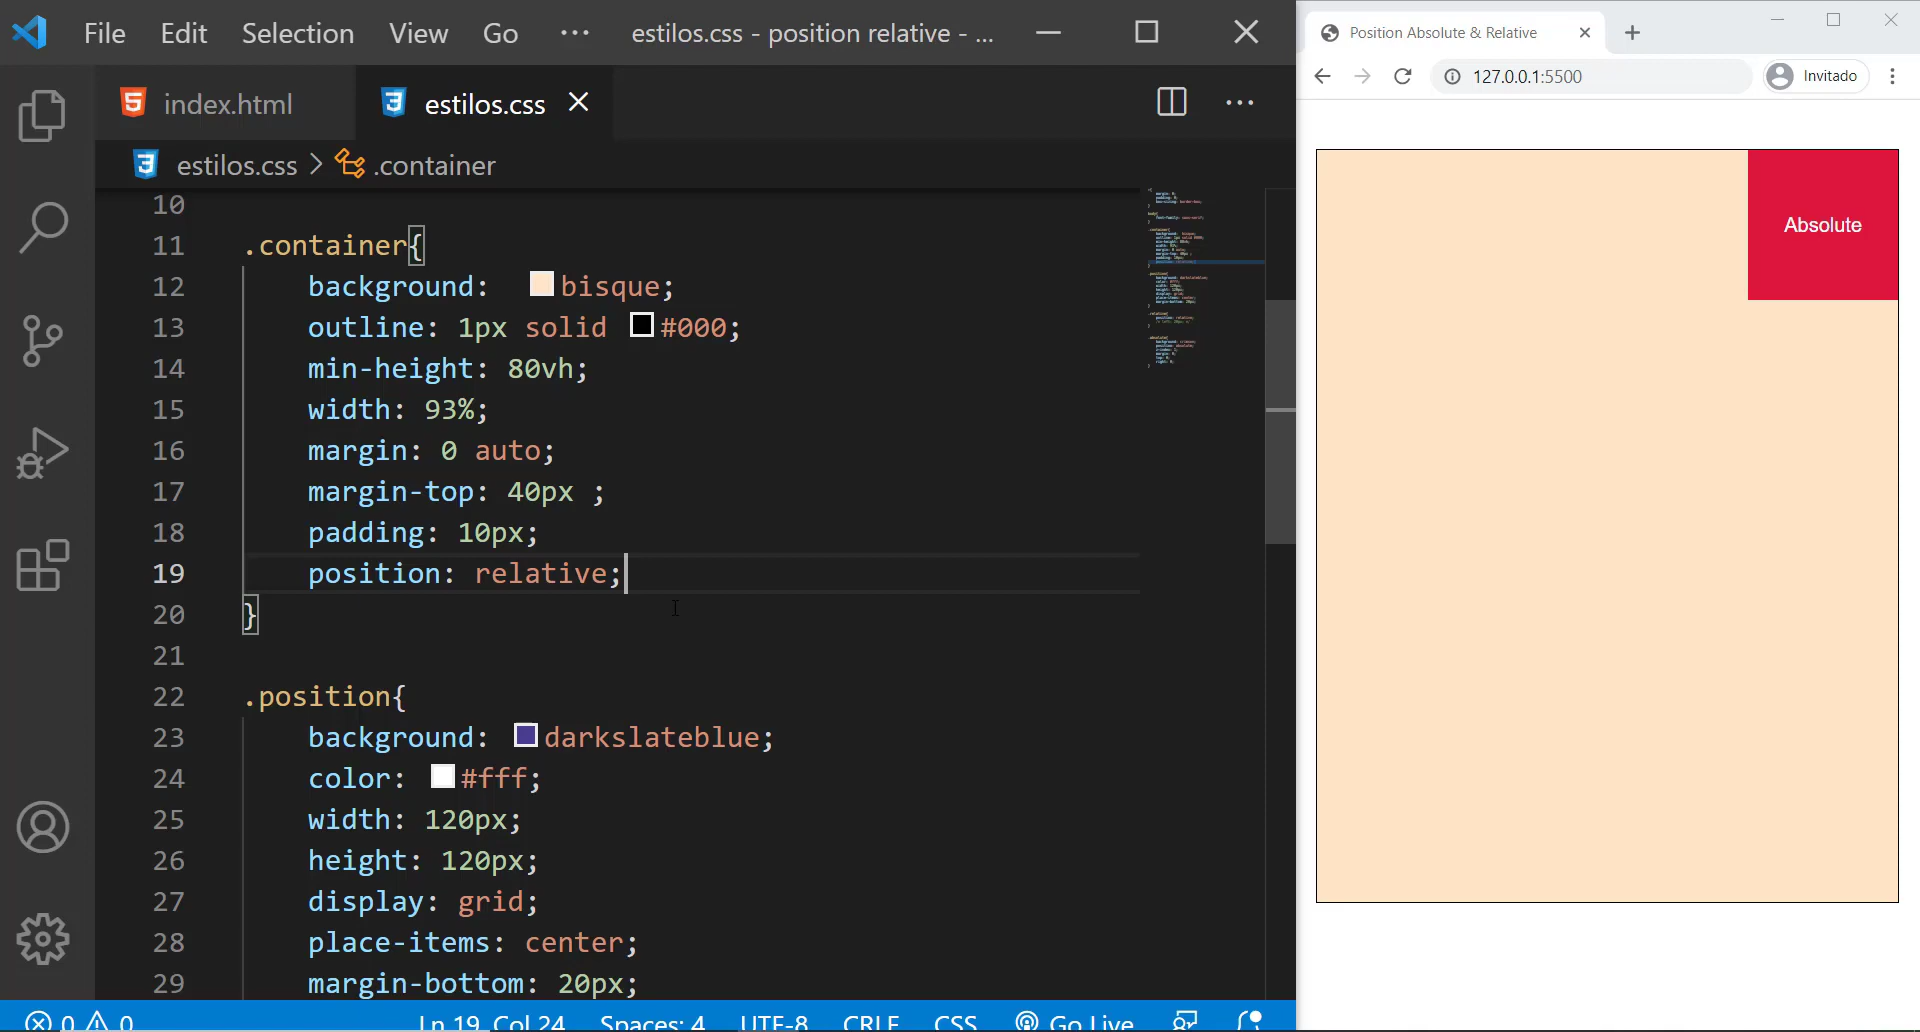 File Edit Selection View Go ··· estilos.css - position relative - ...
index.html estilos.css
estilos.css > .container
10
11 .container{
12 background: bisque;
13 outline: 1px solid #000;
14 min-height: 80vh;
15 width: 93%;
16 margin: 0 auto;
17 margin-top: 40px ;
18 padding: 10px;
19 position: relative;
20 }
21
22 .position{
23 background: darkslateblue;
24 color: #fff;
25 width: 120px;
26 height: 120px;
27 display: grid;
28 place-items: center;
29 margin-bottom: 20px;
0 0 Ln 19, Col 24 Spaces: 4 UTF-8 CRLF CSS Go Live
Position Absolute & Relative
127.0.0.1:5500 Invitado
Absolute